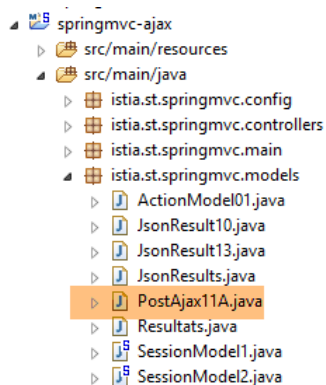 springmvc-ajax
src/main/resources
src/main/java
istia.st.springmvc.config
istia.st.springmvc.controllers
istia.st.springmvc.main
istia.st.springmvc.models
ActionModel01.java
JsonResult10.java
JsonResult13.java
JsonResults.java
PostAjax11A.java
Resultats.java
SessionModel1.java
SessionModel2.java